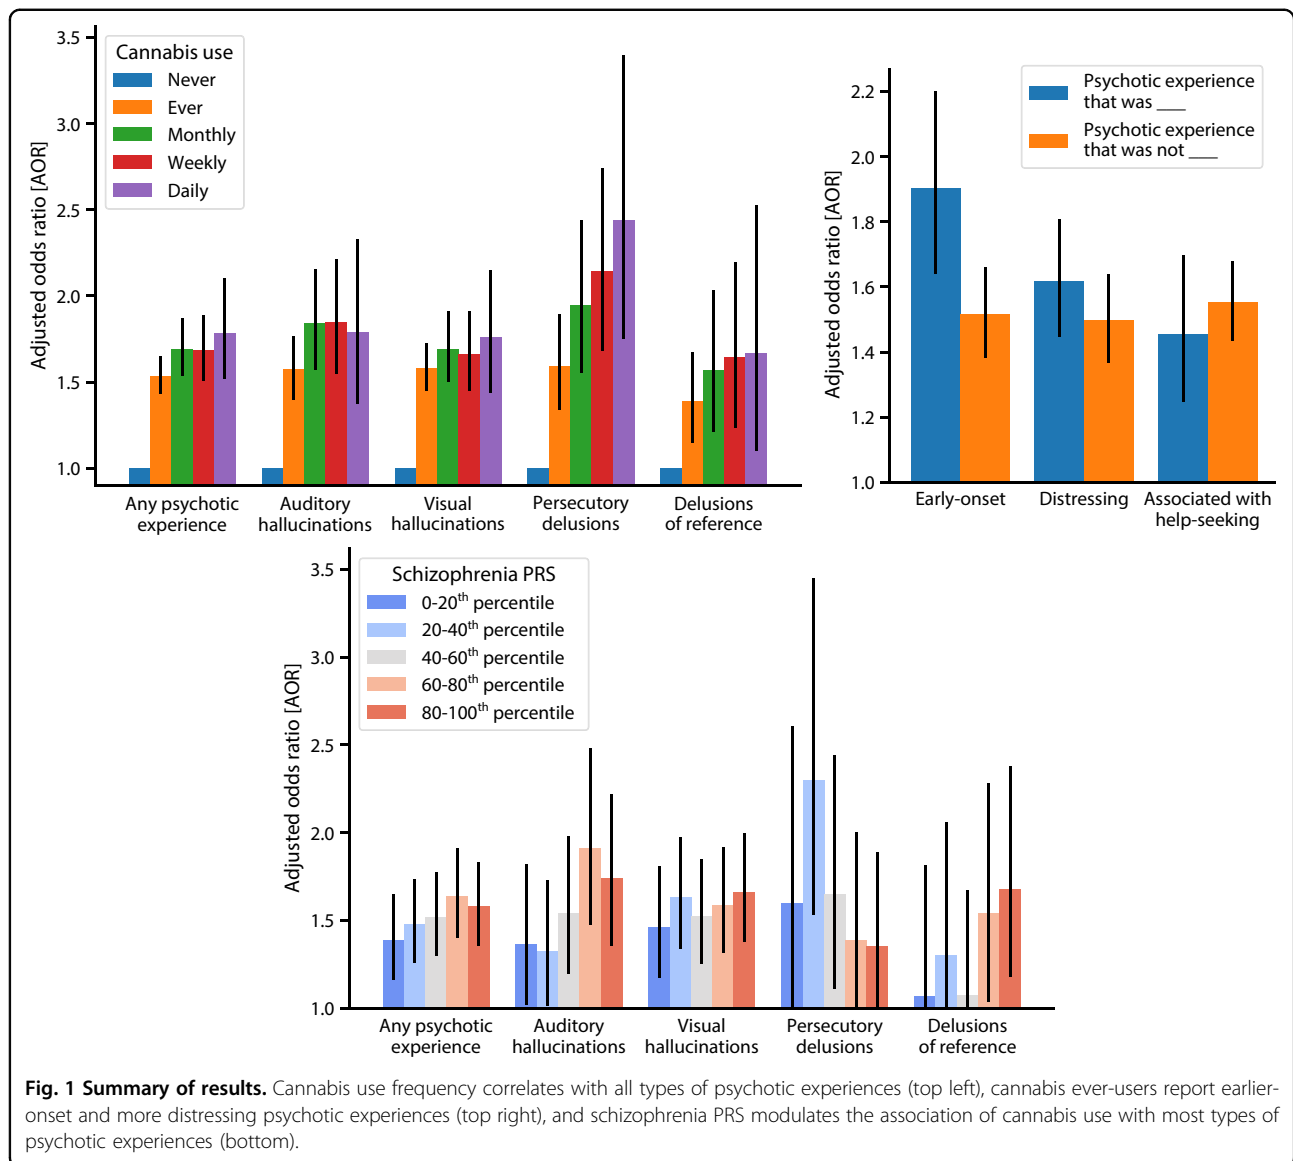 3.5
3.0
2.5
2.0
1.5
1.0
Adjusted odds ratio [AOR]
Cannabis use
Never
Ever
Monthly
Weekly
Daily
Any psychotic
experience
Auditory
hallucinations
Visual
hallucinations
Persecutory
delusions
Delusions
of reference
2.2
2.0
1.8
1.6
1.4
1.2
1.0
Adjusted odds ratio [AOR]
Psychotic experience
that was ___
Psychotic experience
that was not ___
Early-onset
Distressing
Associated with
help-seeking
3.5
3.0
2.5
2.0
1.5
1.0
Adjusted odds ratio [AOR]
Schizophrenia PRS
0-20th percentile
20-40th percentile
40-60th percentile
60-80th percentile
80-100th percentile
Any psychotic
experience
Auditory
hallucinations
Visual
hallucinations
Persecutory
delusions
Delusions
of reference
Fig. 1 Summary of results. Cannabis use frequency correlates with all types of psychotic experiences (top left), cannabis ever-users report earlier-
onset and more distressing psychotic experiences (top right), and schizophrenia PRS modulates the association of cannabis use with most types of
psychotic experiences (bottom).